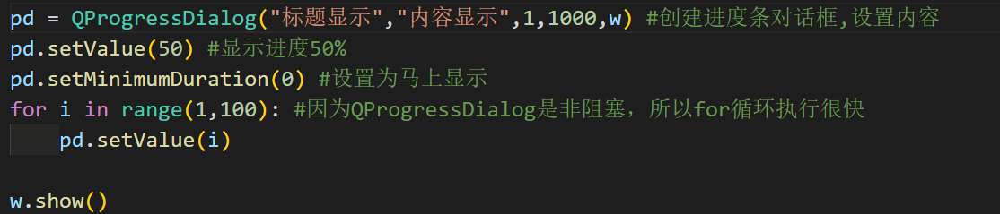 pd = QProgressDialog("标题显示","内容显示",1,1000,w) #创建进度条对话框,设置内容
pd.setValue(50) #显示进度50%
pd.setMinimumDuration(0) #设置为马上显示
for i in range(1,100): #因为QProgressDialog是非阻塞，所以for循环执行很快
    pd.setValue(i)
w.show()